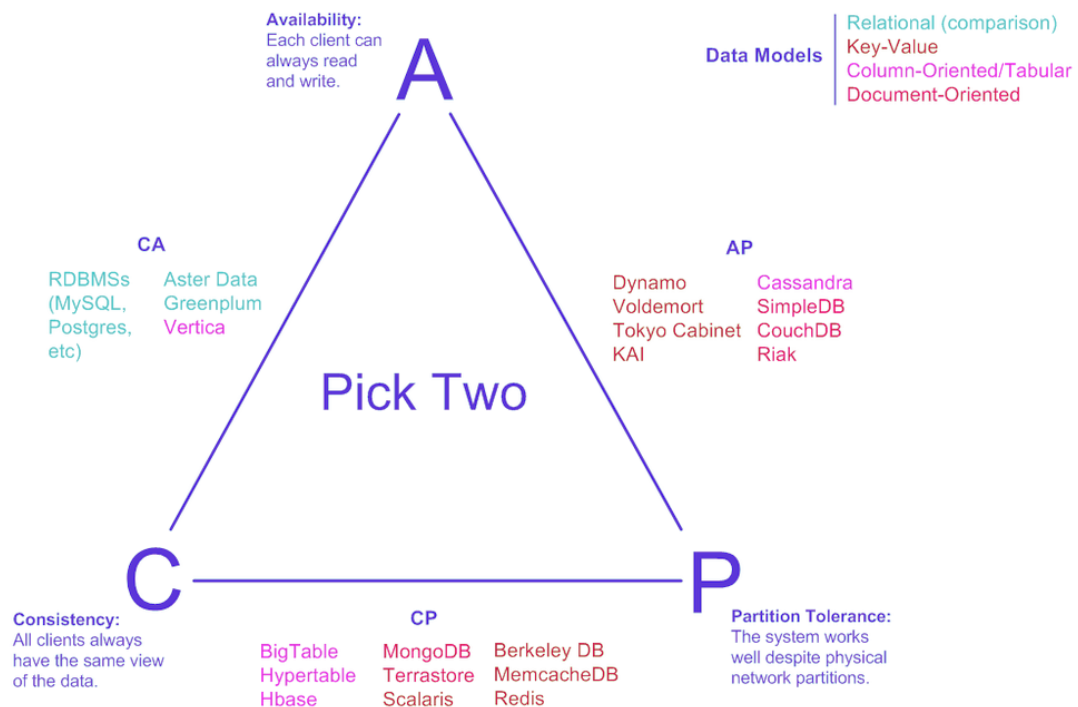 Availability:
Each client can
always read
and write.
A
Data Models
Relational (comparison)
Key-Value
Column-Oriented/Tabular
Document-Oriented
CA
RDBMSs
(MySQL,
Postgres,
etc)
Aster Data
Greenplum
Vertica
AP
Dynamo
Voldemort
Tokyo Cabinet
KAI
Cassandra
SimpleDB
CouchDB
Riak
Pick Two
C
Consistency:
All clients always
have the same view
of the data.
CP
BigTable
Hypertable
Hbase
MongoDB
Terrastore
Scalaris
Berkeley DB
MemcacheDB
Redis
P
Partition Tolerance:
The system works
well despite physical
network partitions.